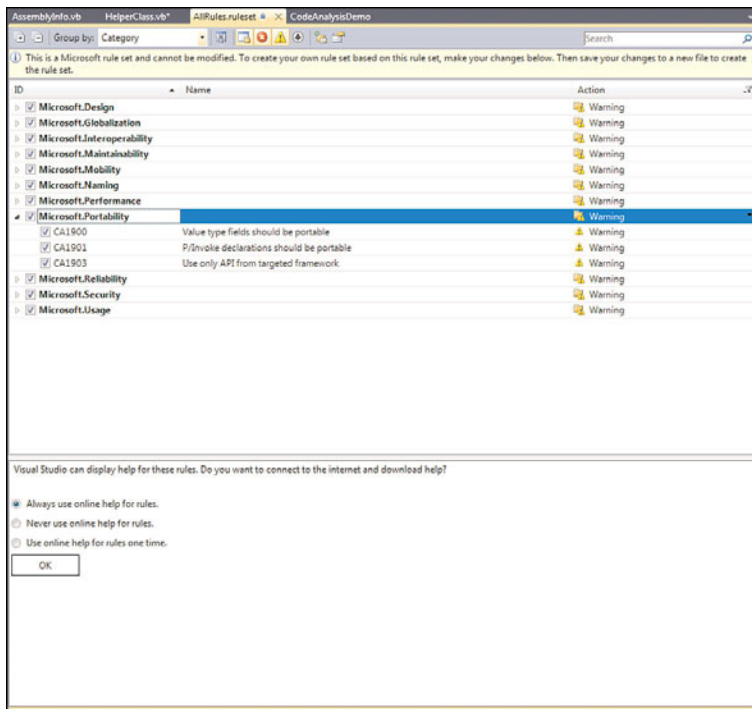 AssemblyInfo.vb HelperClass.vb* AllRules.ruleset CodeAnalysisDemo
Group by: Category Search
This is a Microsoft rule set and cannot be modified. To create your own rule set based on this rule set, make your changes below. Then save your changes to a new file to create
the rule set.
ID Name Action
Microsoft.Design Warning
Microsoft.Globalization Warning
Microsoft.Interoperability Warning
Microsoft.Maintainability Warning
Microsoft.Mobility Warning
Microsoft.Naming Warning
Microsoft.Performance Warning
Microsoft.Portability Warning
CA1900 Value type fields should be portable Warning
CA1901 P/Invoke declarations should be portable Warning
CA1903 Use only API from targeted framework Warning
Microsoft.Reliability Warning
Microsoft.Security Warning
Microsoft.Usage Warning
Visual Studio can display help for these rules. Do you want to connect to the internet and download help?
Always use online help for rules.
Never use online help for rules.
Use online help for rules one time.
OK